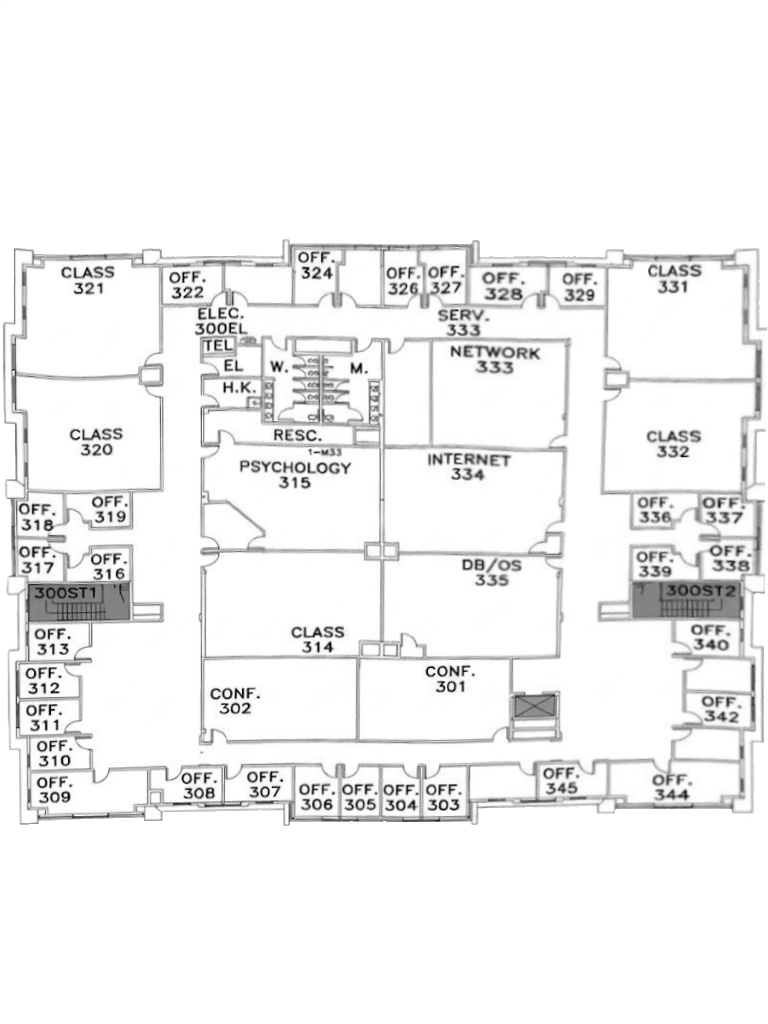 CLASS
321
OFF.
322
OFF.
324
OFF.
326
OFF.
327
OFF.
328
OFF.
329
CLASS
331
ELEC.
300EL
SERV.
333
TEL
EL
W.
M.
H.K.
NETWORK
333
CLASS
320
RESC.
1-M33
PSYCHOLOGY
315
INTERNET
334
CLASS
332
OFF.
318
OFF.
319
OFF.
336
OFF.
337
OFF.
317
OFF.
316
OFF.
339
OFF.
338
DB/OS
335
300ST1
300ST2
OFF.
313
CLASS
314
OFF.
340
OFF.
312
CONF.
302
CONF.
301
OFF.
311
OFF.
342
OFF.
310
OFF.
309
OFF.
308
OFF.
307
OFF.
306
OFF.
305
OFF.
304
OFF.
303
OFF.
345
OFF.
344